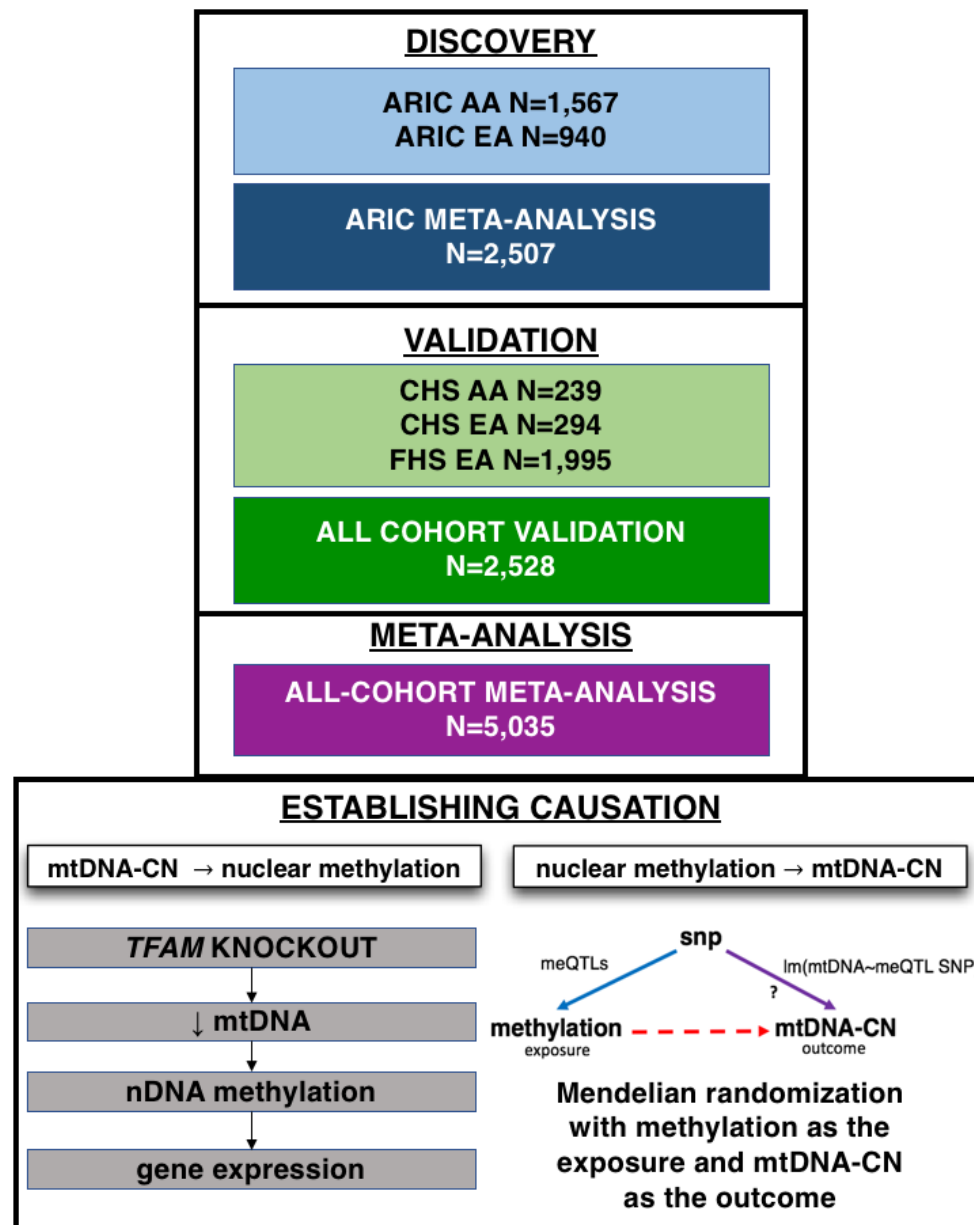 DISCOVERY
ARIC AA N=1,567
ARIC EA N=940
ARIC META-ANALYSIS
N=2,507
VALIDATION
CHS AA N=239
CHS EA N=294
FHS EA N=1,995
ALL COHORT VALIDATION
N=2,528
META-ANALYSIS
ALL-COHORT META-ANALYSIS
N=5,035
ESTABLISHING CAUSATION
mtDNA-CN → nuclear methylation
TFAM KNOCKOUT
↓ mtDNA
nDNA methylation
gene expression
nuclear methylation → mtDNA-CN
snp
meQTLs
lm(mtDNA~meQTL SNP
?
methylation
exposure
mtDNA-CN
outcome
Mendelian randomization
with methylation as the
exposure and mtDNA-CN
as the outcome